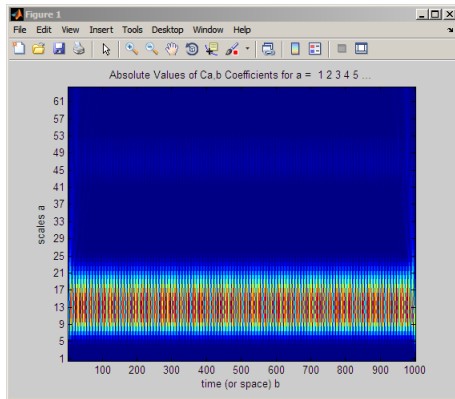 Figure 1
File Edit View Insert Tools Desktop Window Help
Absolute Values of Ca,b Coefficients for a = 1 2 3 4 5 ...
61
57
53
49
45
41
37
33
29
25
21
17
13
9
5
1
scales a
100 200 300 400 500 600 700 800 900 1000
time (or space) b